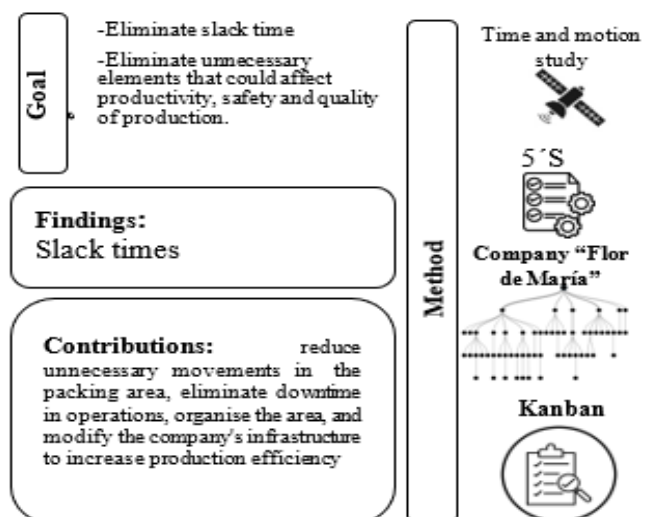 Goal
-Eliminate slack time
-Eliminate unnecessary
elements that could affect
productivity, safety and quality
of production.
Findings:
Slack times
Contributions: reduce
unnecessary movements in the
packing area, eliminate downtime
in operations, organise the area, and
modify the company's infrastructure
to increase production efficiency
Method
Time and motion
study
5´S
Company “Flor
de María”
Kanban